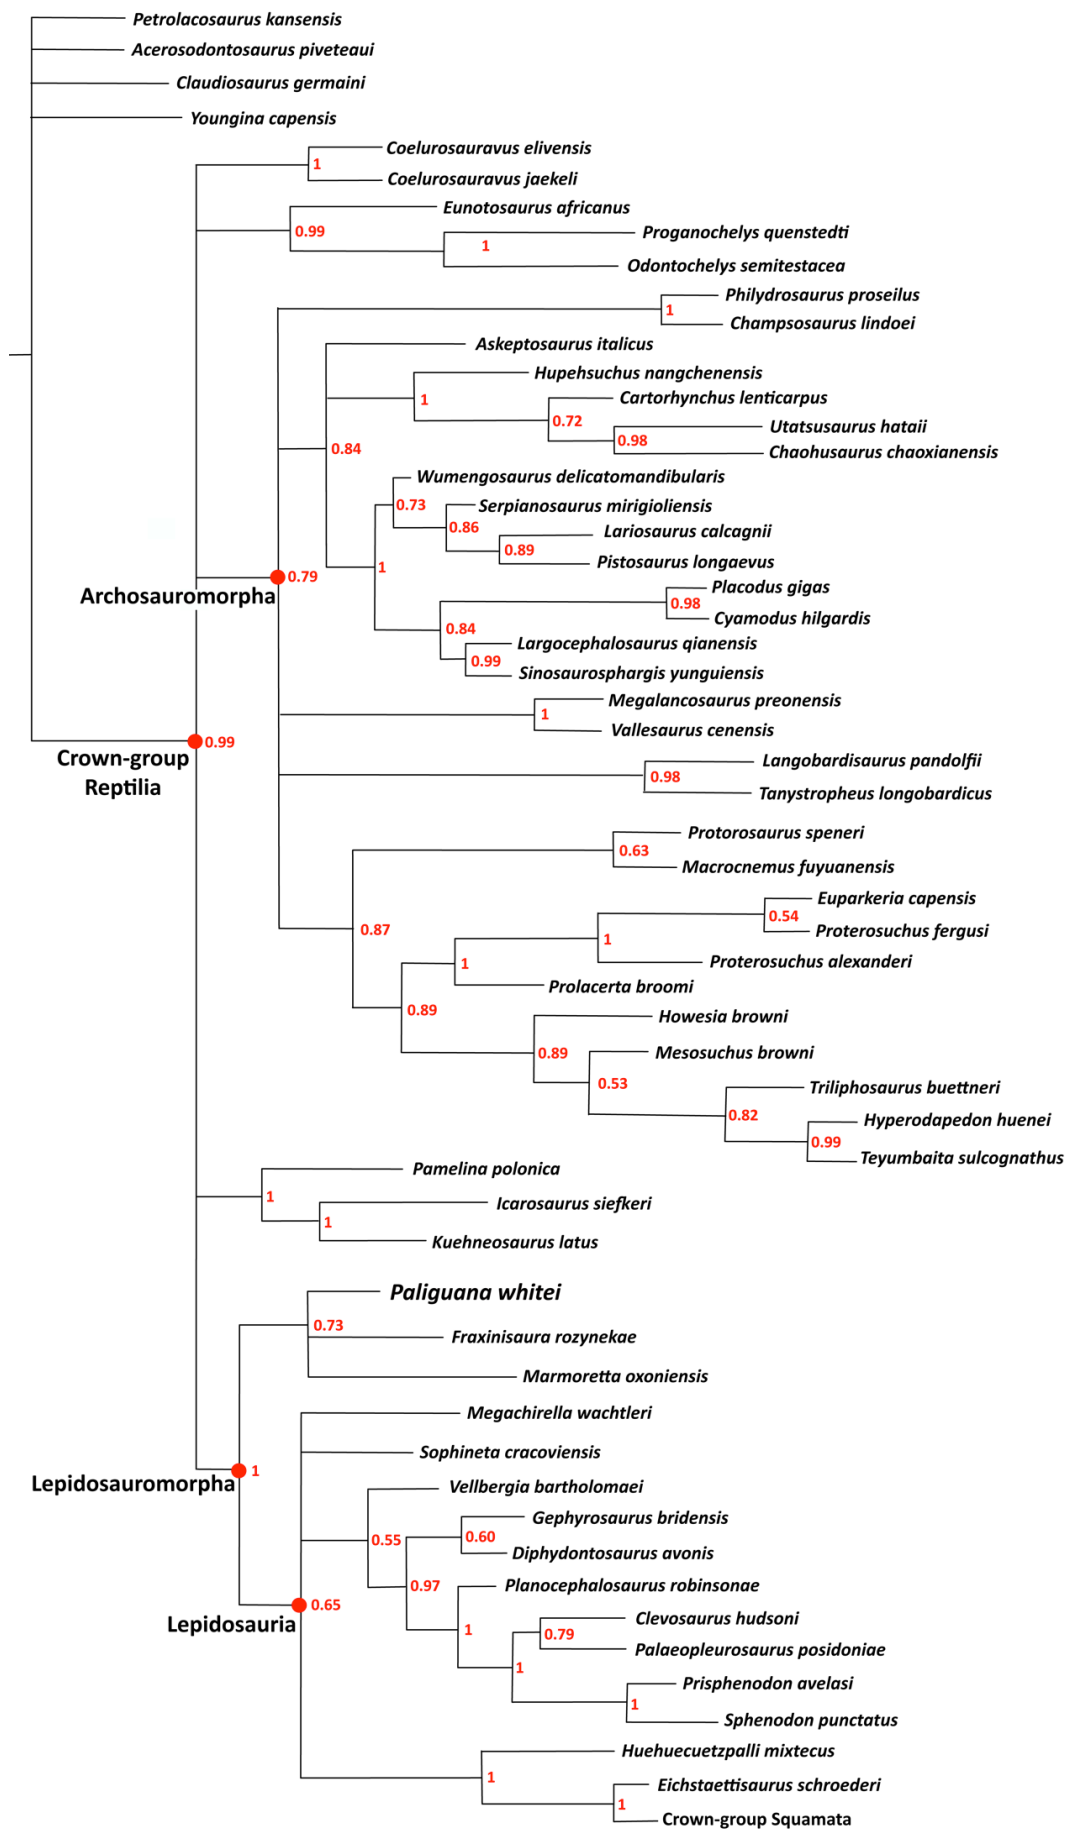 Petrolacosaurus kansensis
Acerosodontosaurus piveteaui
Claudiosaurus germaini
Youngina capensis
Coelurosauravus elivensis
1
Coelurosauravus jaekeli
Eunotosaurus africanus
0.99
Proganochelys quenstedti
1
Odontochelys semitestacea
Philydrosaurus proseilus
1
Champsosaurus lindoei
Askeptosaurus italicus
Hupehsuchus nangchenensis
1
Cartorhynchus lenticarpus
0.72
Utatsusaurus hataii
0.98
Chaohusaurus chaoxianensis
0.84
Wumengosaurus delicatomandibularis
0.73
Serpianosaurus mirigioliensis
0.86
Lariosaurus calcagnii
0.89
Pistosaurus longaevus
1
0.79
Archosauromorpha
Placodus gigas
0.98
Cyamodus hilgardis
0.84
Largocephalosaurus qianensis
0.99
Sinosaurosphargis yunguiensis
Megalancosaurus preonensis
1
Vallesaurus cenensis
0.99
Crown-group
Reptilia
Langobardisaurus pandolfii
0.98
Tanystropheus longobardicus
Protorosaurus speneri
0.63
Macrocnemus fuyuanensis
Euparkeria capensis
0.54
Proterosuchus fergusi
0.87
1
Proterosuchus alexanderi
1
Prolacerta broomi
0.89
Howesia browni
0.89
Mesosuchus browni
0.53
Triliphosaurus buettneri
0.82
Hyperodapedon huenei
0.99
Teyumbaita sulcognathus
Pamelina polonica
1
Icarosaurus siefkeri
1
Kuehneosaurus latus
Paliguana whitei
0.73
Fraxinisaura rozynekae
Marmoretta oxoniensis
Megachirella wachtleri
Sophineta cracoviensis
1
Lepidosauromorpha
Vellbergia bartholomaei
Gephyrosaurus bridensis
0.55
0.60
Diphydontosaurus avonis
0.97
Planocephalosaurus robinsonae
0.65
Lepidosauria
1
Clevosaurus hudsoni
0.79
Palaeopleurosaurus posidoniae
1
Prisphenodon avelasi
1
Sphenodon punctatus
Huehuecuetzpalli mixtecus
1
Eichstaettisaurus schroederi
1
Crown-group Squamata